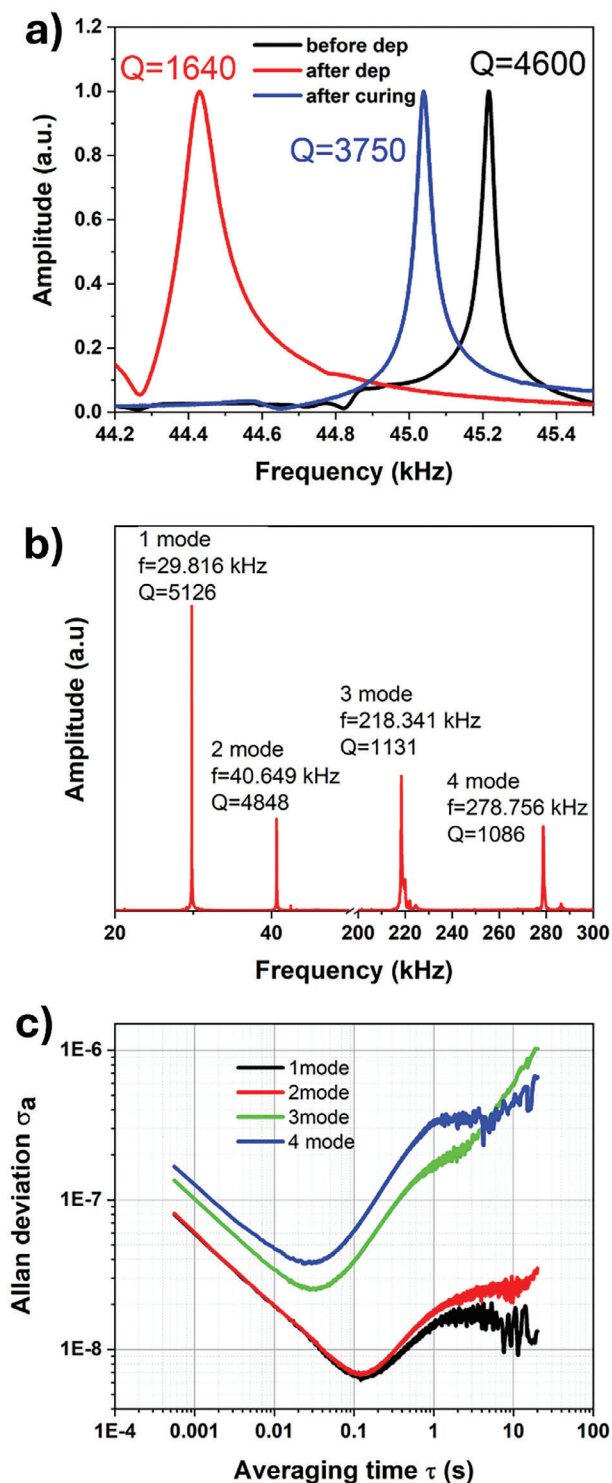 a)
1.2
1.0
0.8
0.6
0.4
0.2
0.0
Amplitude (a.u.)
before dep
after dep
after curing
Q=1640
Q=3750
Q=4600
44.2 44.4 44.6 44.8 45.0 45.2 45.4
Frequency (kHz)
b)
Amplitude (a.u)
1 mode
f=29.816 kHz
Q=5126
2 mode
f=40.649 kHz
Q=4848
3 mode
f=218.341 kHz
Q=1131
4 mode
f=278.756 kHz
Q=1086
20 40 200 220 240 260 280 300
Frequency (kHz)
c)
1E-6
1E-7
1E-8
Allan deviation σa
1mode
2mode
3mode
4 mode
1E-4 0.001 0.01 0.1 1 10 100
Averaging time τ (s)